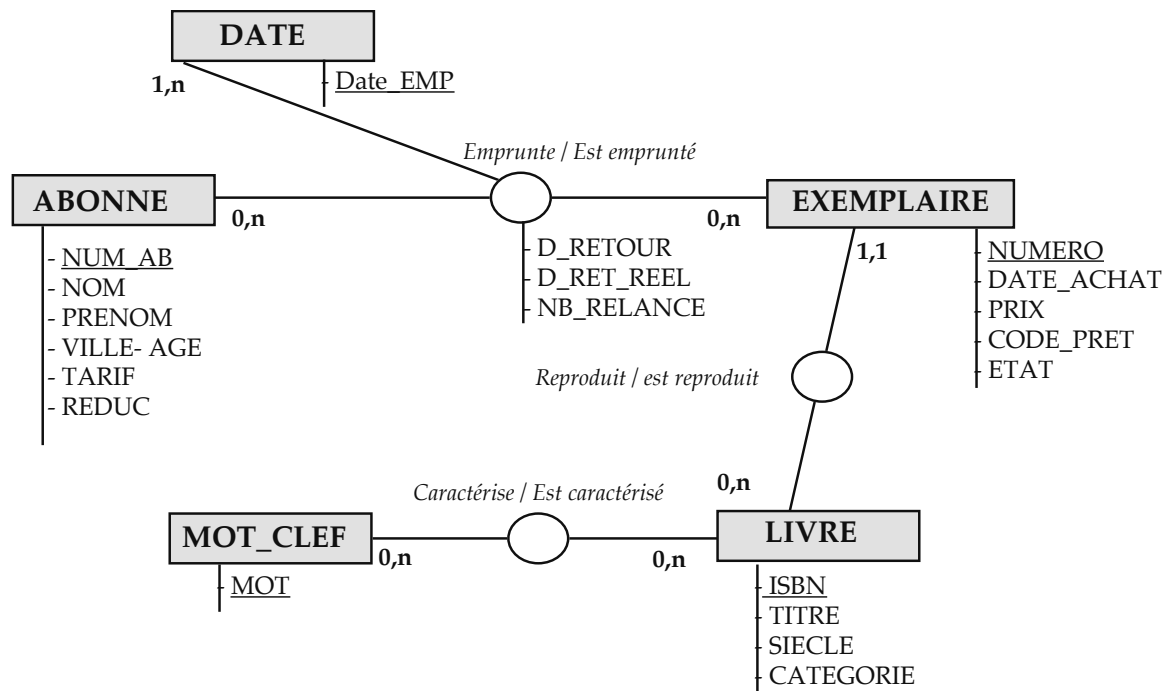 DATE
- Date_EMP
1,n
Emprunte / Est emprunté
ABONNE
0,n
0,n
EXEMPLAIRE
- NUM_AB
- NOM
- PRENOM
- VILLE- AGE
- TARIF
- REDUC
- D_RETOUR
- D_RET_REEL
- NB_RELANCE
1,1
- NUMERO
- DATE_ACHAT
- PRIX
- CODE_PRET
- ETAT
Reproduit / est reproduit
0,n
Caractérise / Est caractérisé
MOT_CLEF
0,n
0,n
LIVRE
- MOT
- ISBN
- TITRE
- SIECLE
- CATEGORIE